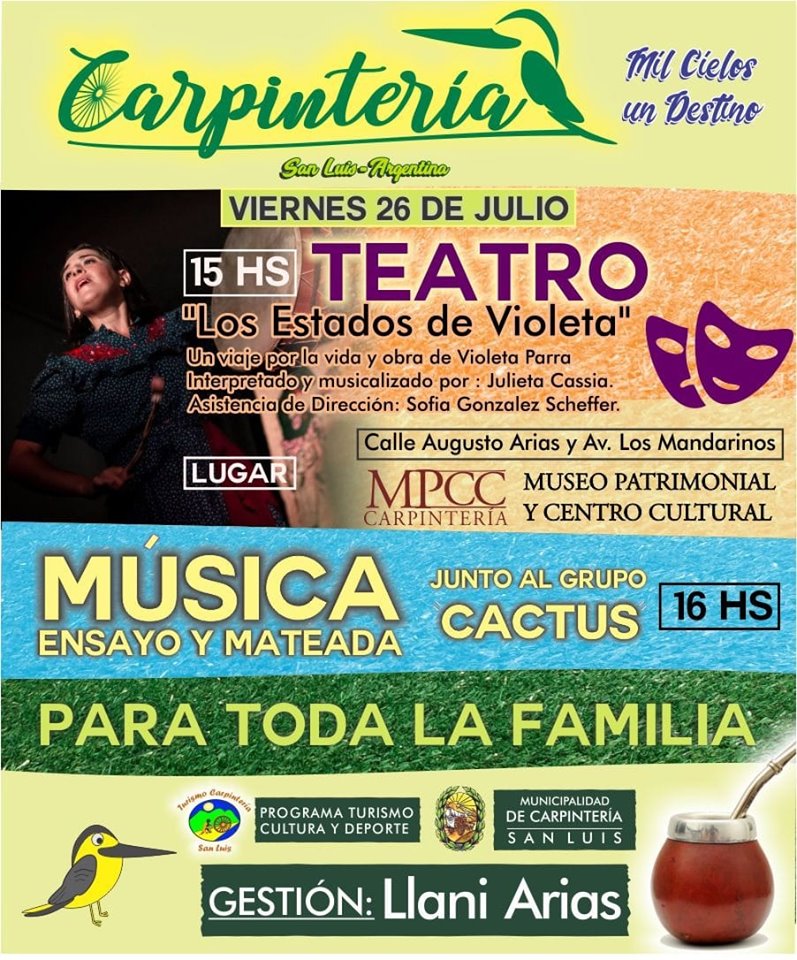 Carpintería
Mil Cielos
un Destino
San Luis - Argentina
VIERNES 26 DE JULIO
15 HS TEATRO
"Los Estados de Violeta"
Un viaje por la vida y obra de Violeta Parra
Interpretado y musicalizado por : Julieta Cassia.
Asistencia de Dirección: Sofia Gonzalez Scheffer.
Calle Augusto Arias y Av. Los Mandarinos
LUGAR
MPCC
CARPINTERÍA
MUSEO PATRIMONIAL
Y CENTRO CULTURAL
MÚSICA
ENSAYO Y MATEADA
JUNTO AL GRUPO
CACTUS
16 HS
PARA TODA LA FAMILIA
Turismo Carpintería
San Luis
PROGRAMA TURISMO
CULTURA Y DEPORTE
MUNICIPALIDAD
DE CARPINTERÍA
SAN LUIS
GESTIÓN: Llani Arias